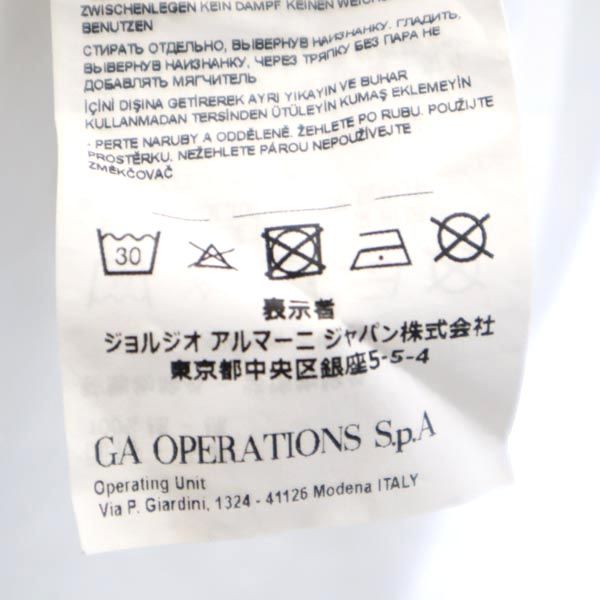 ZWISCHENLEGEN KEIN DAMPF KEINEN WEICHSPÜLER
BENUTZEN
СТИРАТЬ ОТДЕЛЬНО, ВЫВЕРНУВ НАИЗНАНКУ. ГЛАДИТЬ,
ВЫВЕРНУВ НАИЗНАНКУ, ЧЕРЕЗ ТРЯПКУ БЕЗ ПАРА НЕ
ДОБАВЛЯТЬ МЯГЧИТЕЛЬ
İÇİNİ DIŞINA GETİREREK AYRI YIKAYIN VE BUHAR
KULLANMADAN TERSİNDEN ÜTÜLEYİN KUMAŞ EKLEMEYİN
- PERTE NARUBY A ODDĚLENĚ. ŽEHLETE PO RUBU. POUŽIJTE
PROSTĚRKU. NEŽEHLETE PÁROU NEPOUŽÍVEJTE
ZMĚKČOVAČ
30
表示者
ジョルジオ アルマーニ ジャパン株式会社
東京都中央区銀座5-5-4
GA OPERATIONS S.p.A
Operating Unit
Via P. Giardini, 1324 - 41126 Modena ITALY